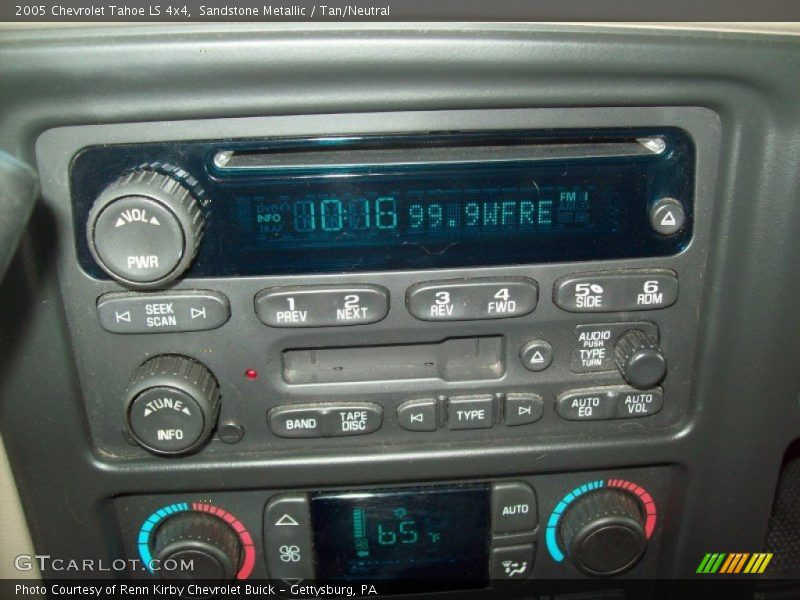 2005 Chevrolet Tahoe LS 4x4, Sandstone Metallic / Tan/Neutral
INFO 10:16 99.9WFRE FM 1
VOL
PWR
SEEK
SCAN
1 PREV 2 NEXT
3 REV 4 FWD
5 SIDE 6 RDM
AUDIO
PUSH
TYPE
TURN
TUNE
INFO
BAND TAPE DISC
TYPE
AUTO EQ AUTO VOL
65 °F
AUTO
GTCARLOT.COM
Photo Courtesy of Renn Kirby Chevrolet Buick - Gettysburg, PA